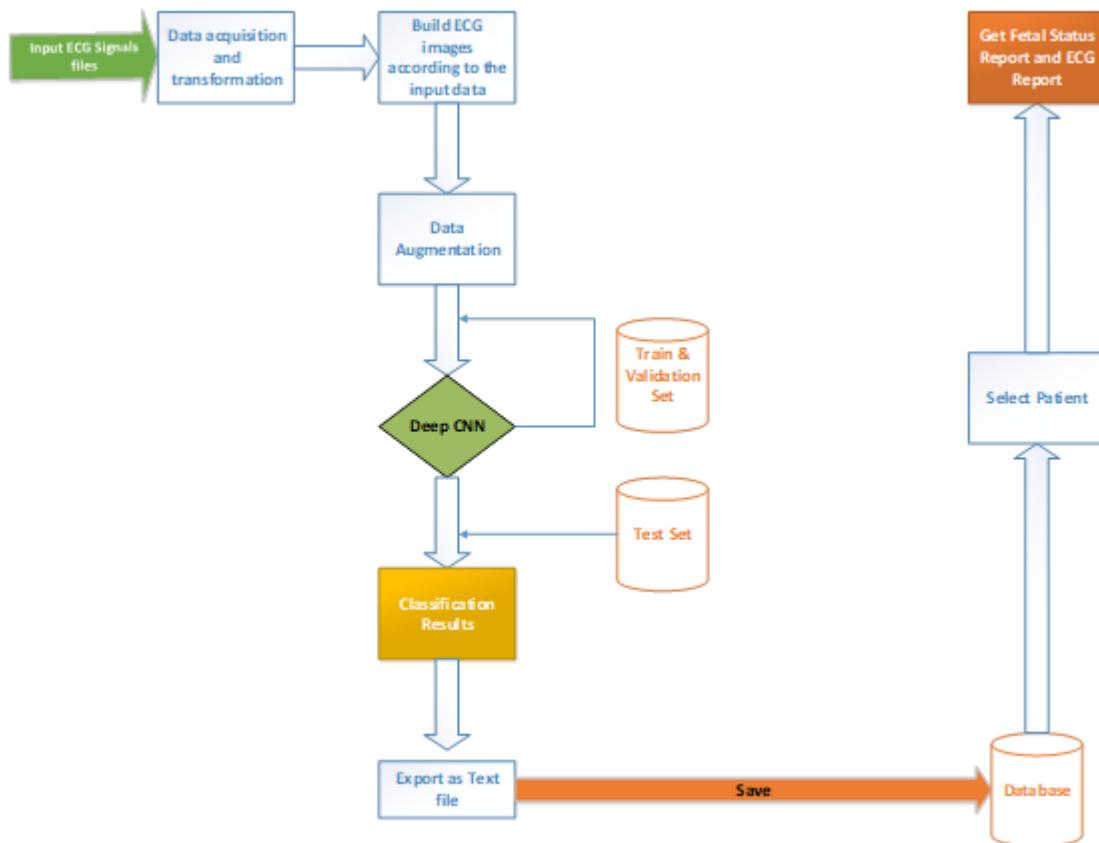 Input ECG Signals
files
Data acquisition
and
transformation
Build ECG
images
according to the
input data
Get Fetal Status
Report and ECG
Report
Data
Augmentation
Train &
Validation
Set
Select Patient
Deep CNN
Test Set
Classification
Results
Export as Text
file
Save
Database